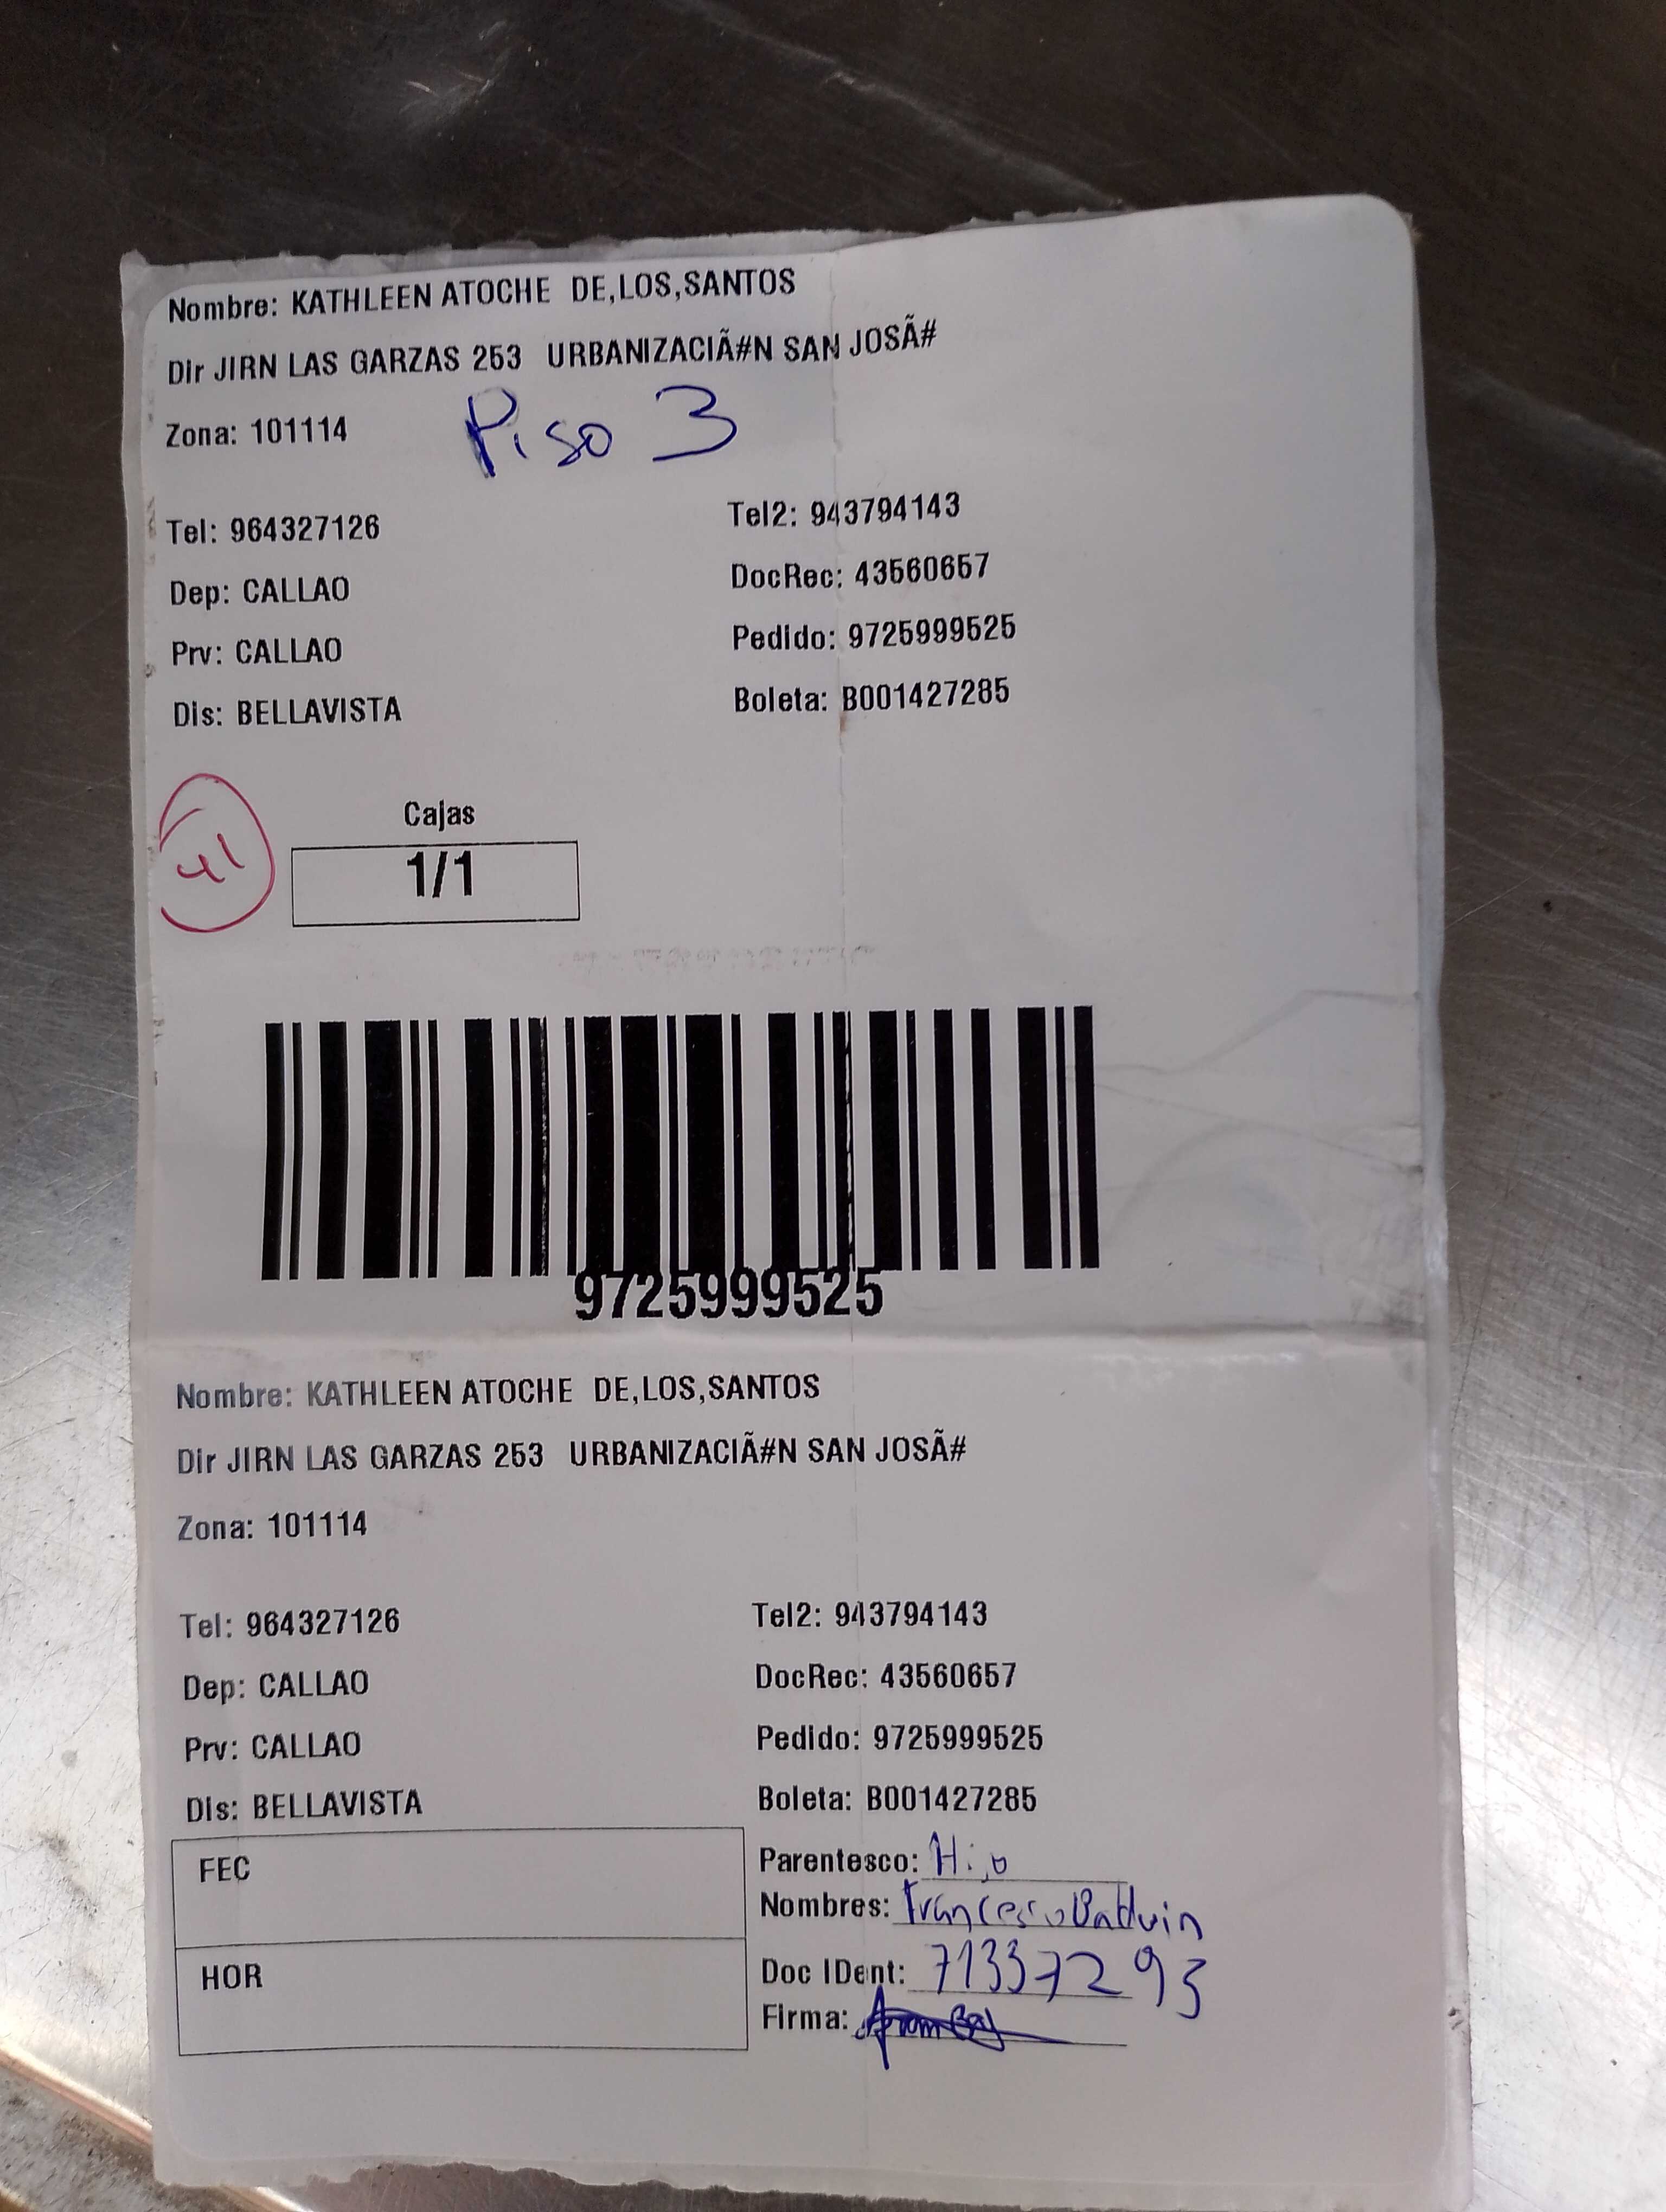 Nombre: KATHLEEN ATOCHE DE,LOS,SANTOS
Dir JIRN LAS GARZAS 253 URBANIZACIÃ#N SAN JOSÃ#
Zona: 101114
Piso 3
Tel: 964327126
Tel2: 943794143
Dep: CALLAO
DocRec: 43560657
Prv: CALLAO
Pedido: 9725999525
Dis: BELLAVISTA
Boleta: B001427285
41
Cajas
1/1
9725999525
Nombre: KATHLEEN ATOCHE DE,LOS,SANTOS
Dir JIRN LAS GARZAS 253 URBANIZACIÃ#N SAN JOSÃ#
Zona: 101114
Tel: 964327126
Tel2: 943794143
Dep: CALLAO
DocRec: 43560657
Prv: CALLAO
Pedido: 9725999525
Dis: BELLAVISTA
Boleta: B001427285
FEC
Parentesco: Hijo
Nombres: Francesco Balduin
HOR
Doc IDent: 71337293
Firma: